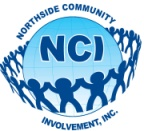 NORTHSIDE COMMUNITY
NCI
INVOLVEMENT, INC.